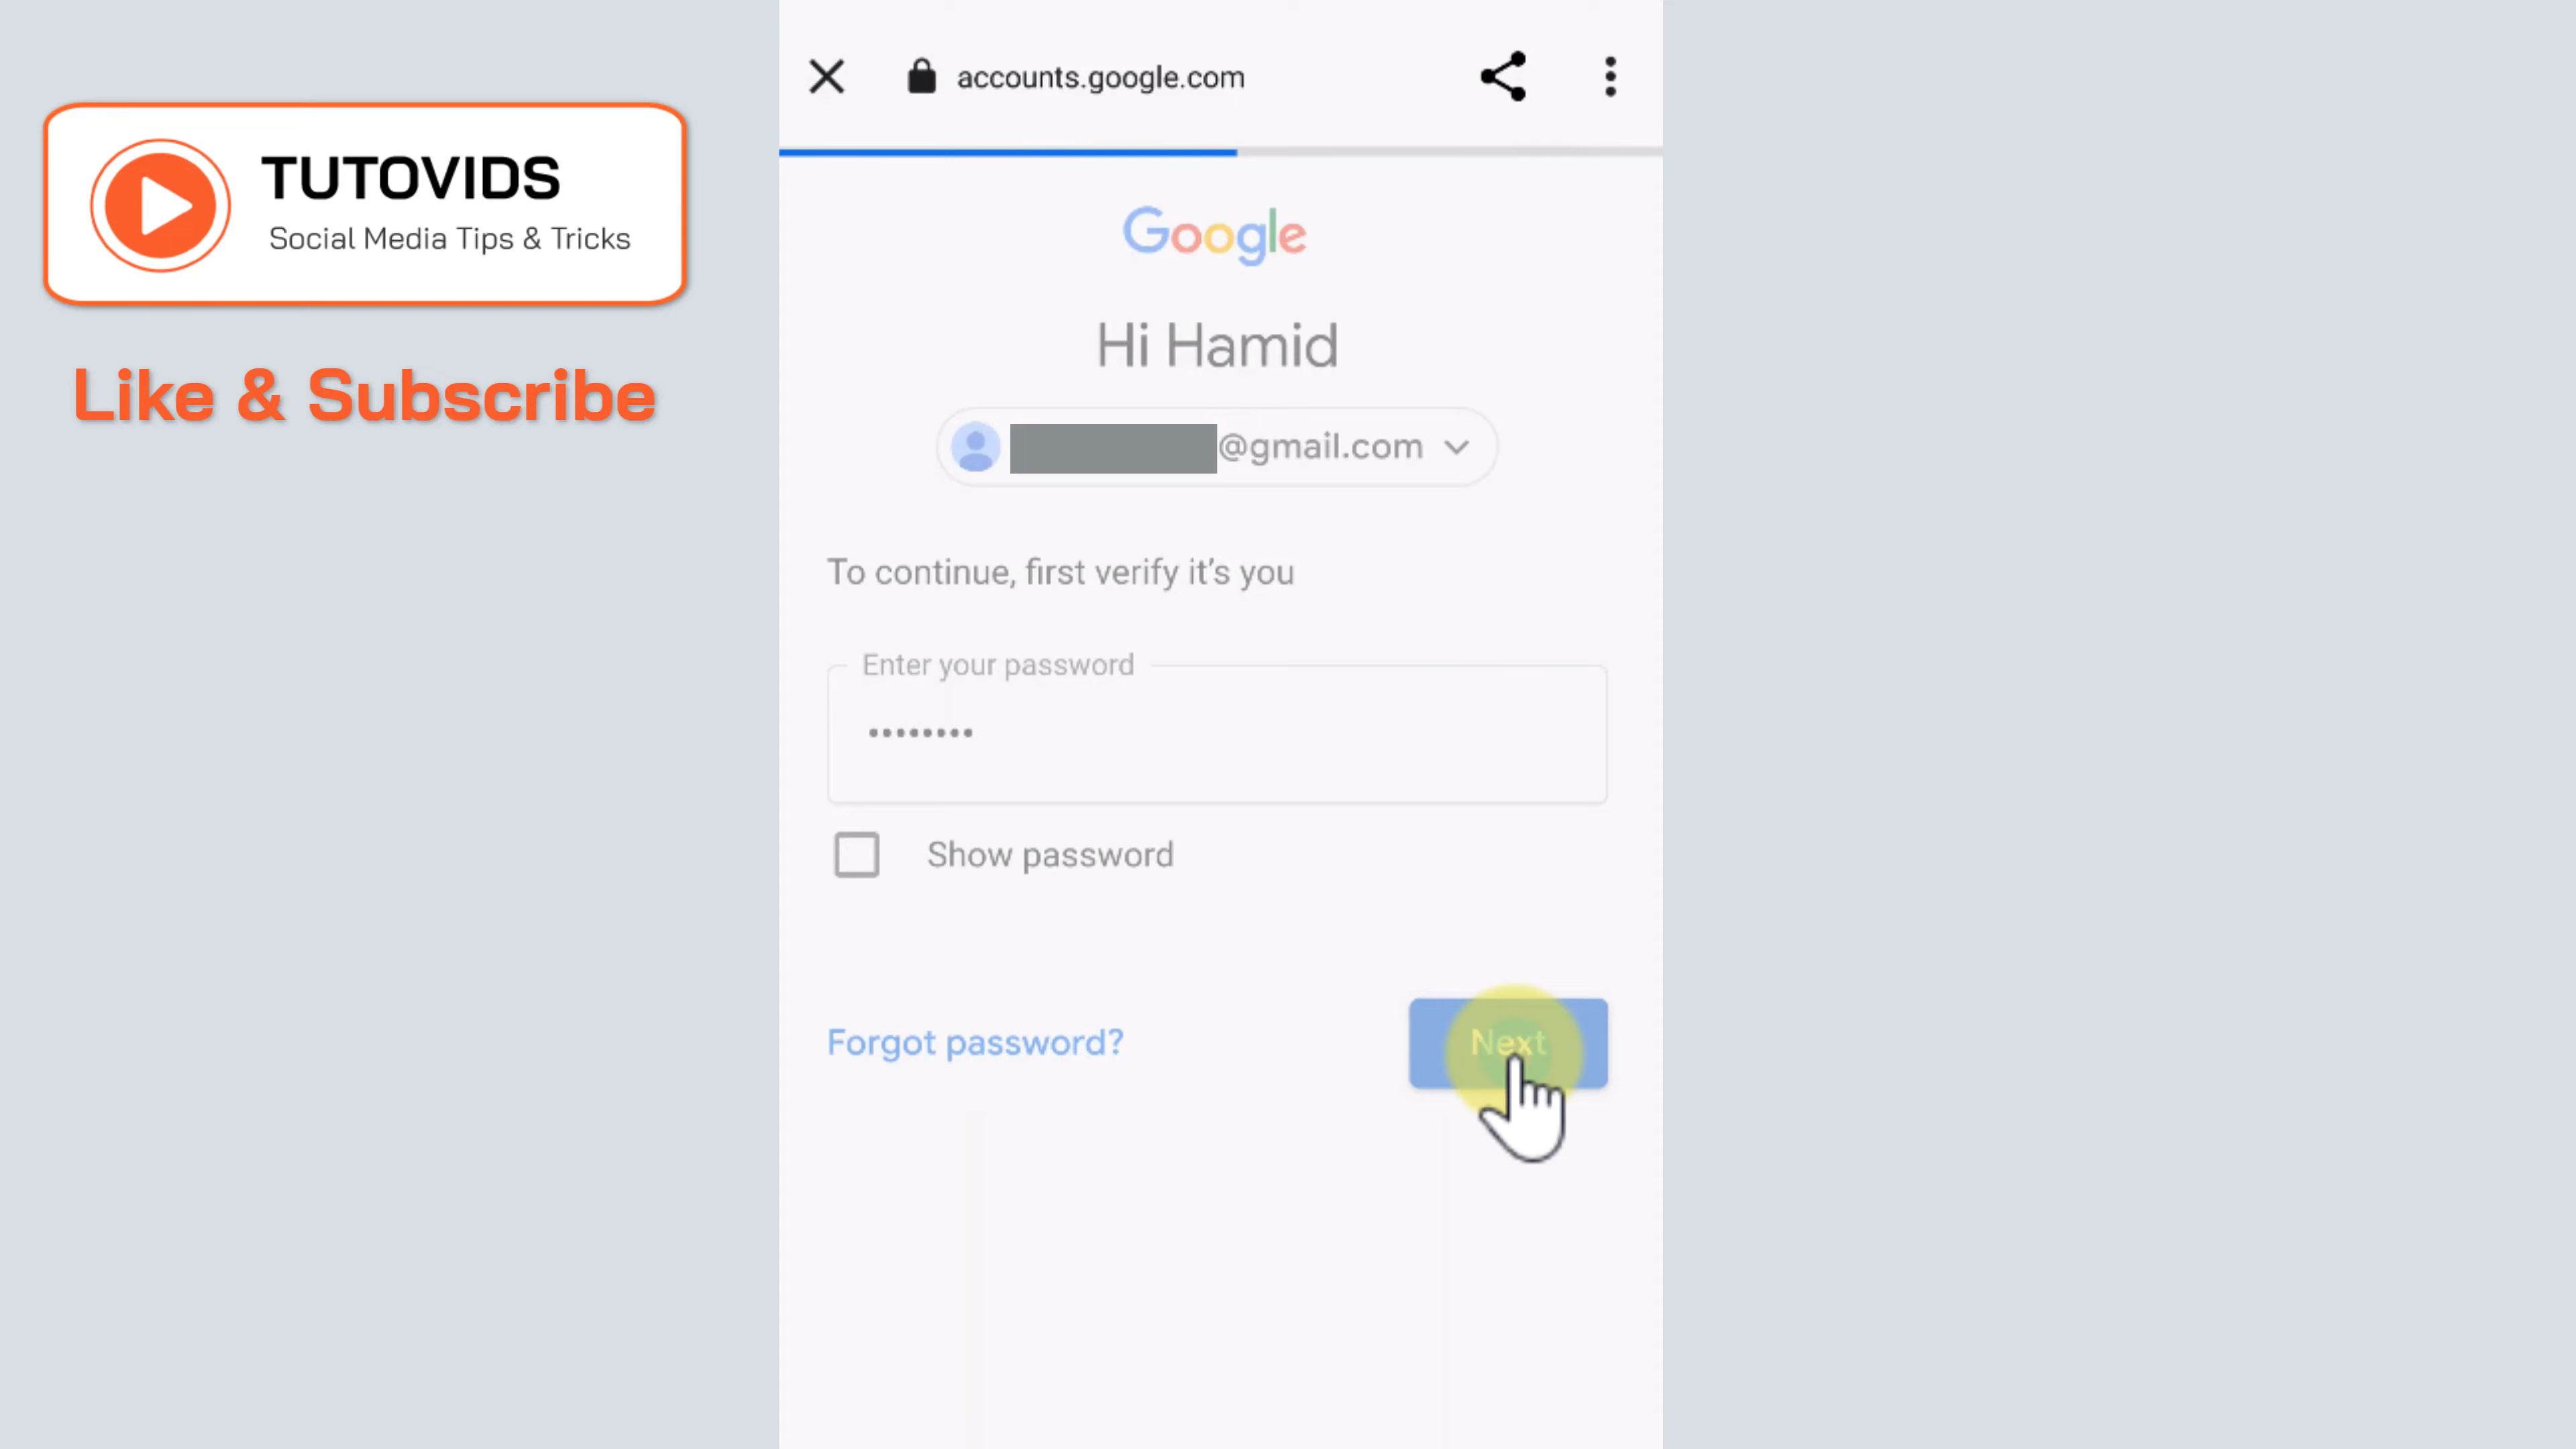 TUTOVIDS
Social Media Tips & Tricks
Like & Subscribe
accounts.google.com
Google
Hi Hamid
@gmail.com
To continue, first verify it's you
Enter your password
••••••••
Show password
Forgot password?
Next